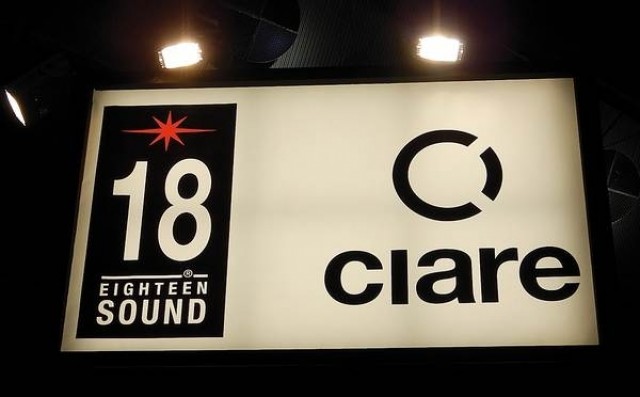 18
®
EIGHTEEN
SOUND
ciare